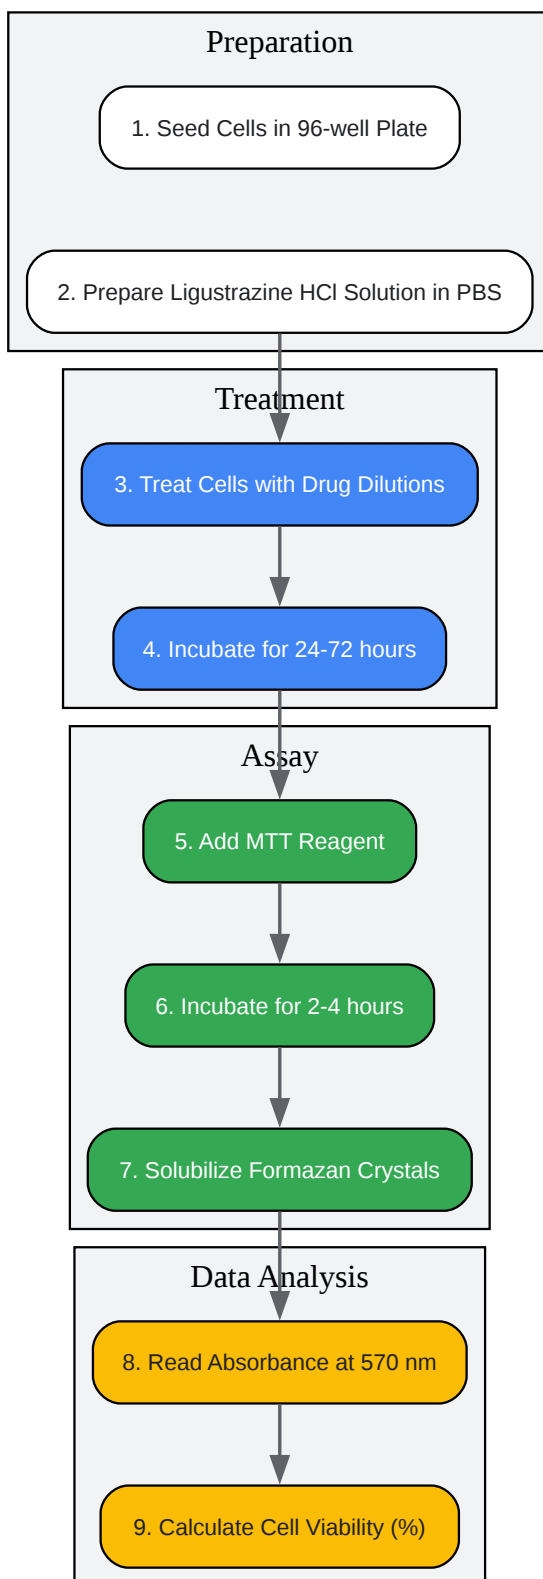 Preparation
1. Seed Cells in 96-well Plate
2. Prepare Ligustrazine HCl Solution in PBS
Treatment
3. Treat Cells with Drug Dilutions
4. Incubate for 24-72 hours
Assay
5. Add MTT Reagent
6. Incubate for 2-4 hours
7. Solubilize Formazan Crystals
Data Analysis
8. Read Absorbance at 570 nm
9. Calculate Cell Viability (%)